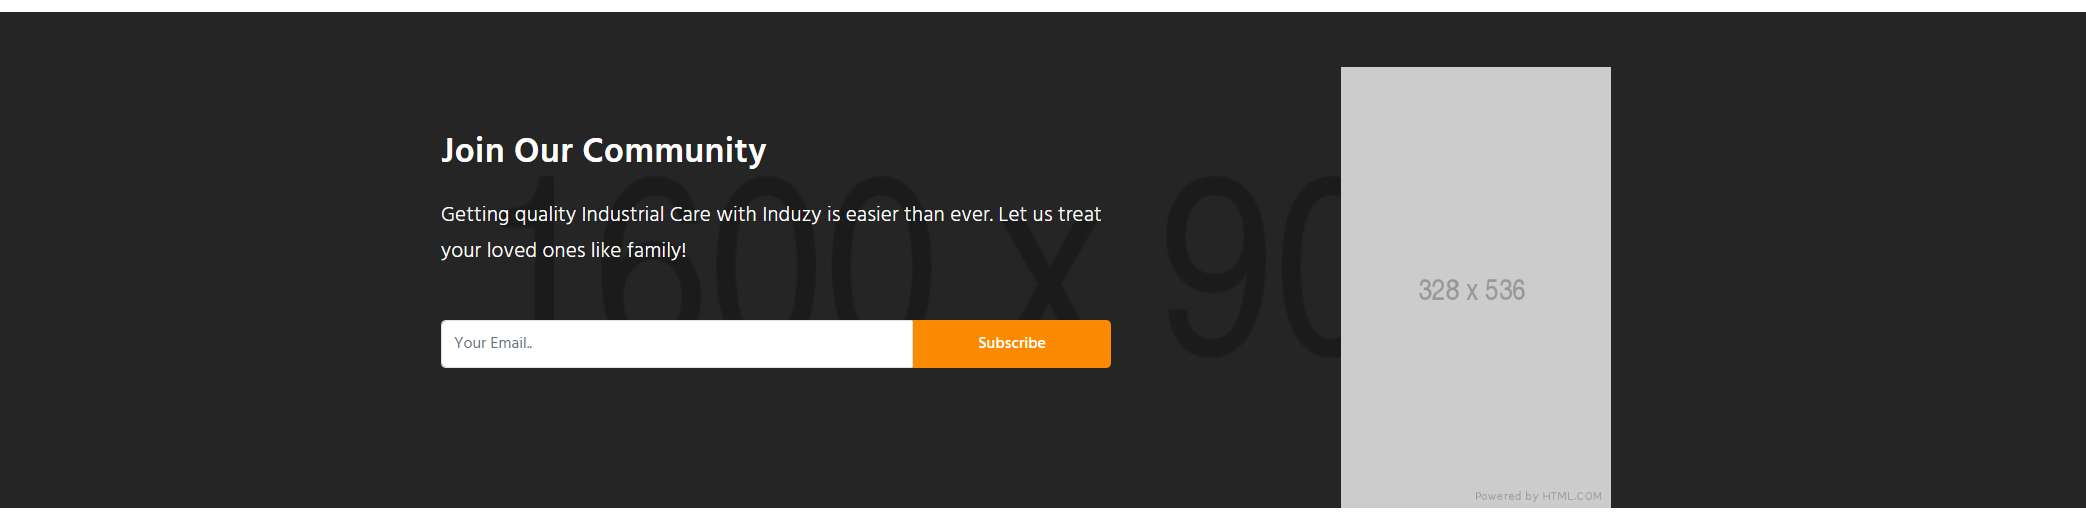 Join Our Community
Getting quality Industrial Care with Induzy is easier than ever. Let us treat
your loved ones like family!
1600 x 90
Your Email..
Subscribe
328 x 536
Powered by HTML.COM